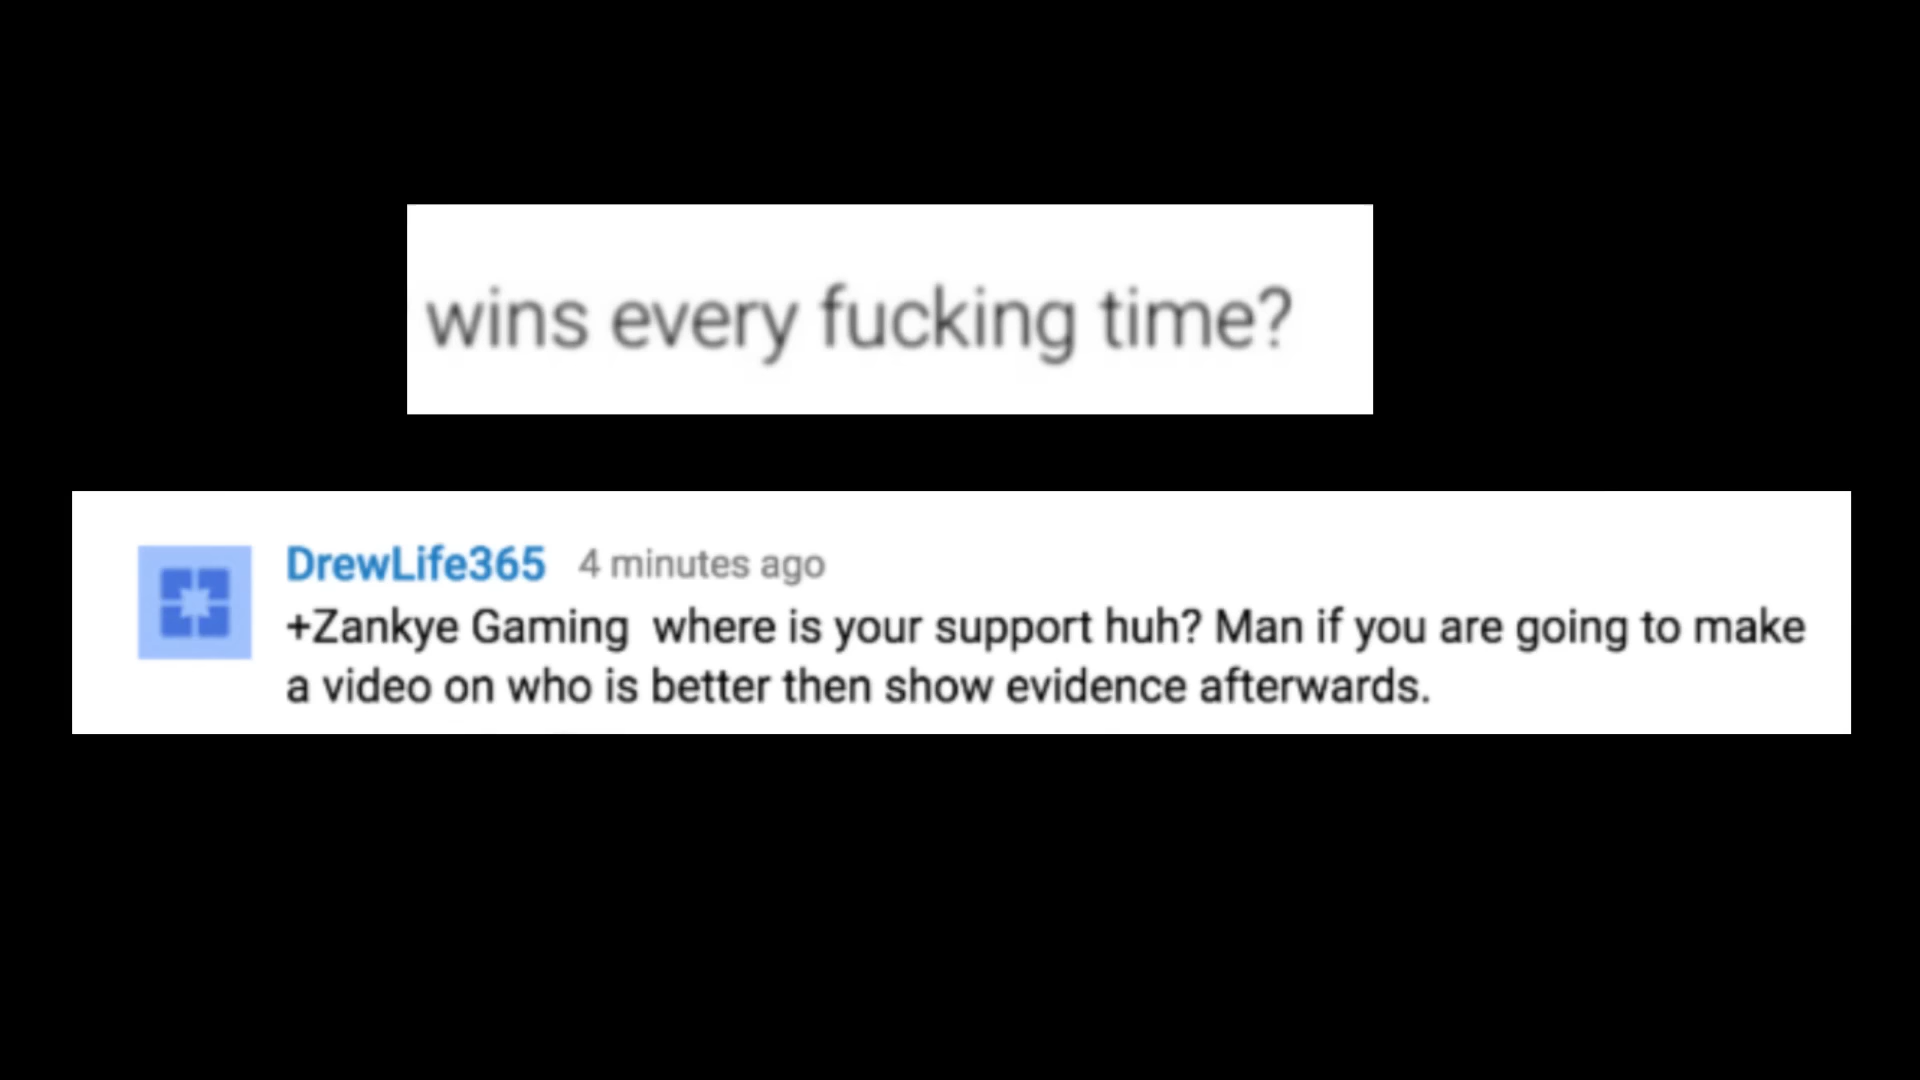 wins every fucking time?
DrewLife365 4 minutes ago
+Zankye Gaming where is your support huh? Man if you are going to make
a video on who is better then show evidence afterwards.